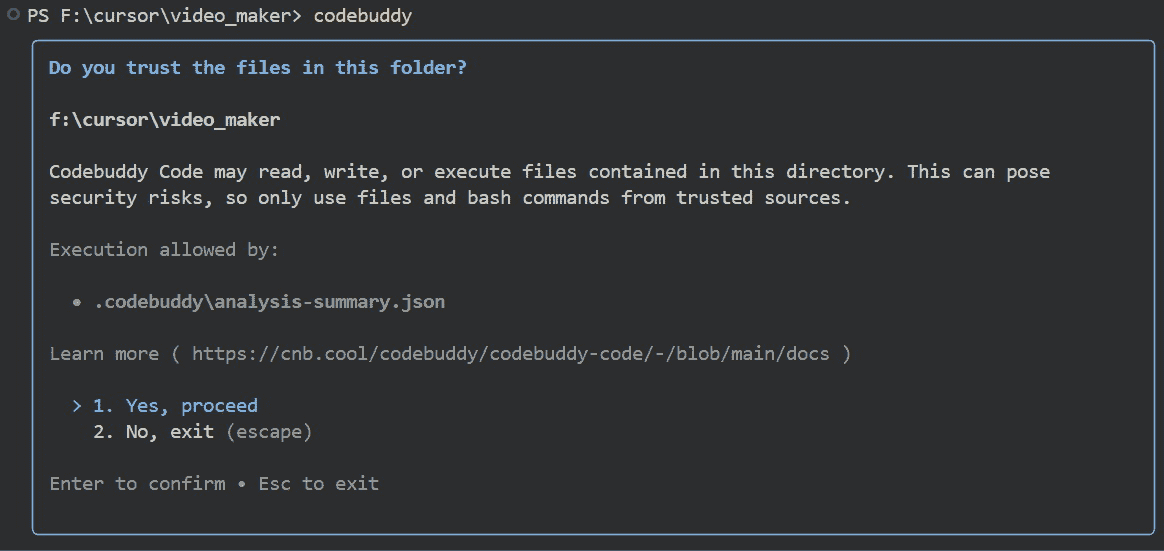 PS F:\cursor\video_maker> codebuddy
Do you trust the files in this folder?
f:\cursor\video_maker
Codebuddy Code may read, write, or execute files contained in this directory. This can pose
security risks, so only use files and bash commands from trusted sources.
Execution allowed by:
• .codebuddy\analysis-summary.json
Learn more ( https://cnb.cool/codebuddy/codebuddy-code/-/blob/main/docs )
> 1. Yes, proceed
2. No, exit (escape)
Enter to confirm • Esc to exit